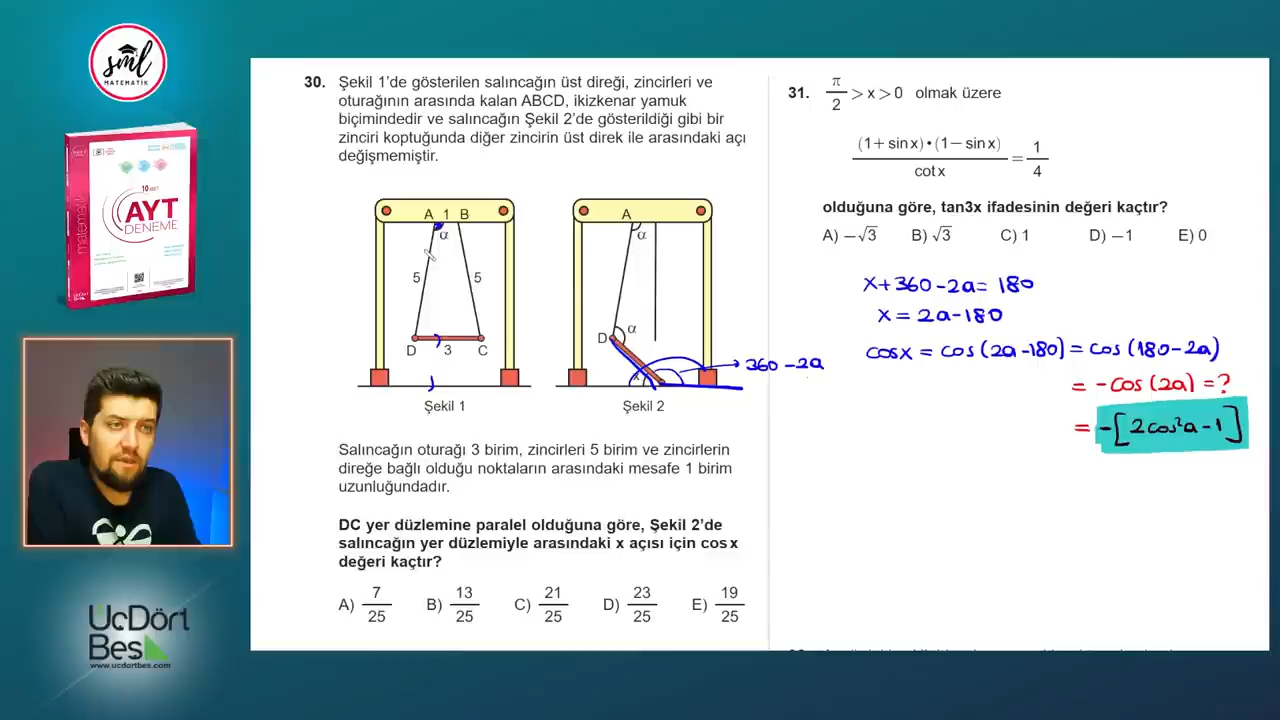 sml
MATEMATİK
10 ADET
AYT
DENEME
matematik
ÜcDört
Bes
www.ucdortbes.com
30. Şekil 1'de gösterilen salıncağın üst direği, zincirleri ve
oturağının arasında kalan ABCD, ikizkenar yamuk
biçimindedir ve salıncağın Şekil 2'de gösterildiği gibi bir
zinciri koptuğunda diğer zincirin üst direk ile arasındaki açı
değişmemiştir.
A 1 B
α
5 5
D 3 C
Şekil 1
A
α
D α
x
360-2a
Şekil 2
Salıncağın oturağı 3 birim, zincirleri 5 birim ve zincirlerin
direğe bağlı olduğu noktaların arasındaki mesafe 1 birim
uzunluğundadır.
DC yer düzlemine paralel olduğuna göre, Şekil 2'de
salıncağın yer düzlemiyle arasındaki x açısı için cos x
değeri kaçtır?
A) 7/25 B) 13/25 C) 21/25 D) 23/25 E) 19/25
31. π/2 > x > 0 olmak üzere
(1 + sin x) • (1 − sin x) / cot x = 1/4
olduğuna göre, tan3x ifadesinin değeri kaçtır?
A) −√3 B) √3 C) 1 D) −1 E) 0
x+360-2a= 180
x = 2a-180
cosx = cos(2a-180) = cos(180-2a)
= -cos(2a) = ?
= -[2cos²a-1]